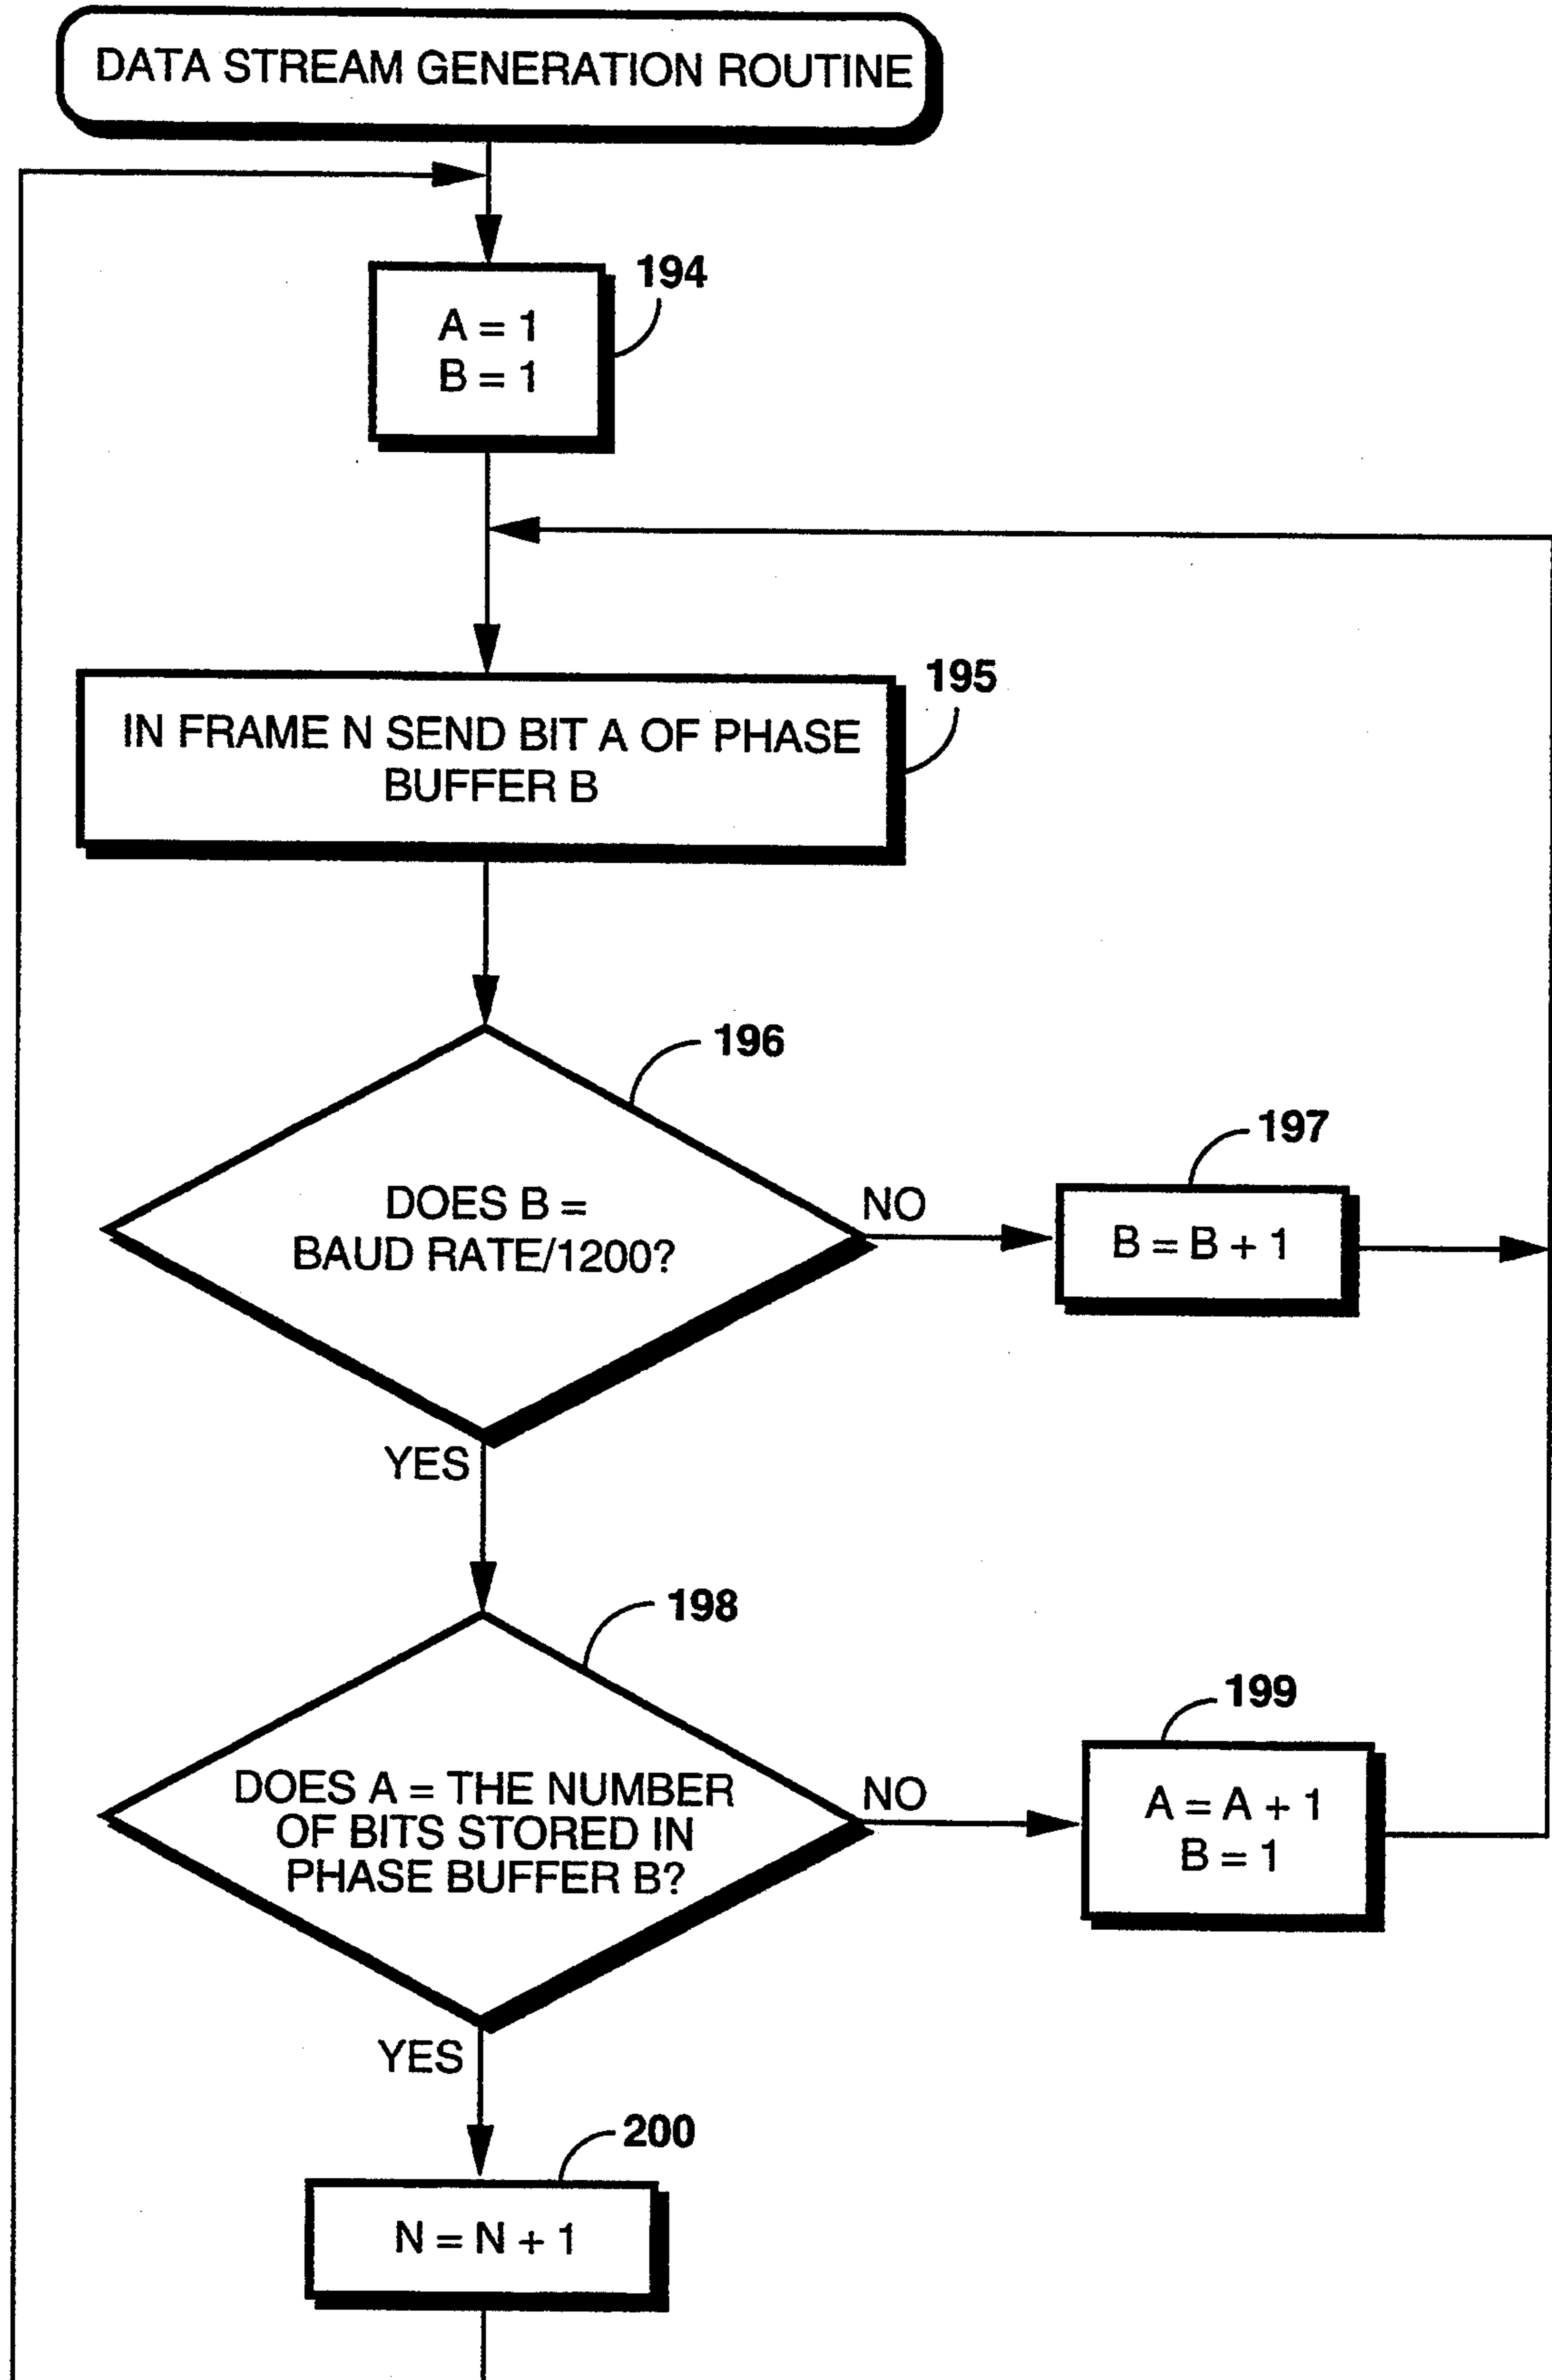 DATA STREAM GENERATION ROUTINE
194
A = 1
B = 1
195
IN FRAME N SEND BIT A OF PHASE
BUFFER B
196
DOES B =
BAUD RATE/1200?
NO
197
B = B + 1
YES
198
DOES A = THE NUMBER
OF BITS STORED IN
PHASE BUFFER B?
NO
199
A = A + 1
B = 1
YES
200
N = N + 1